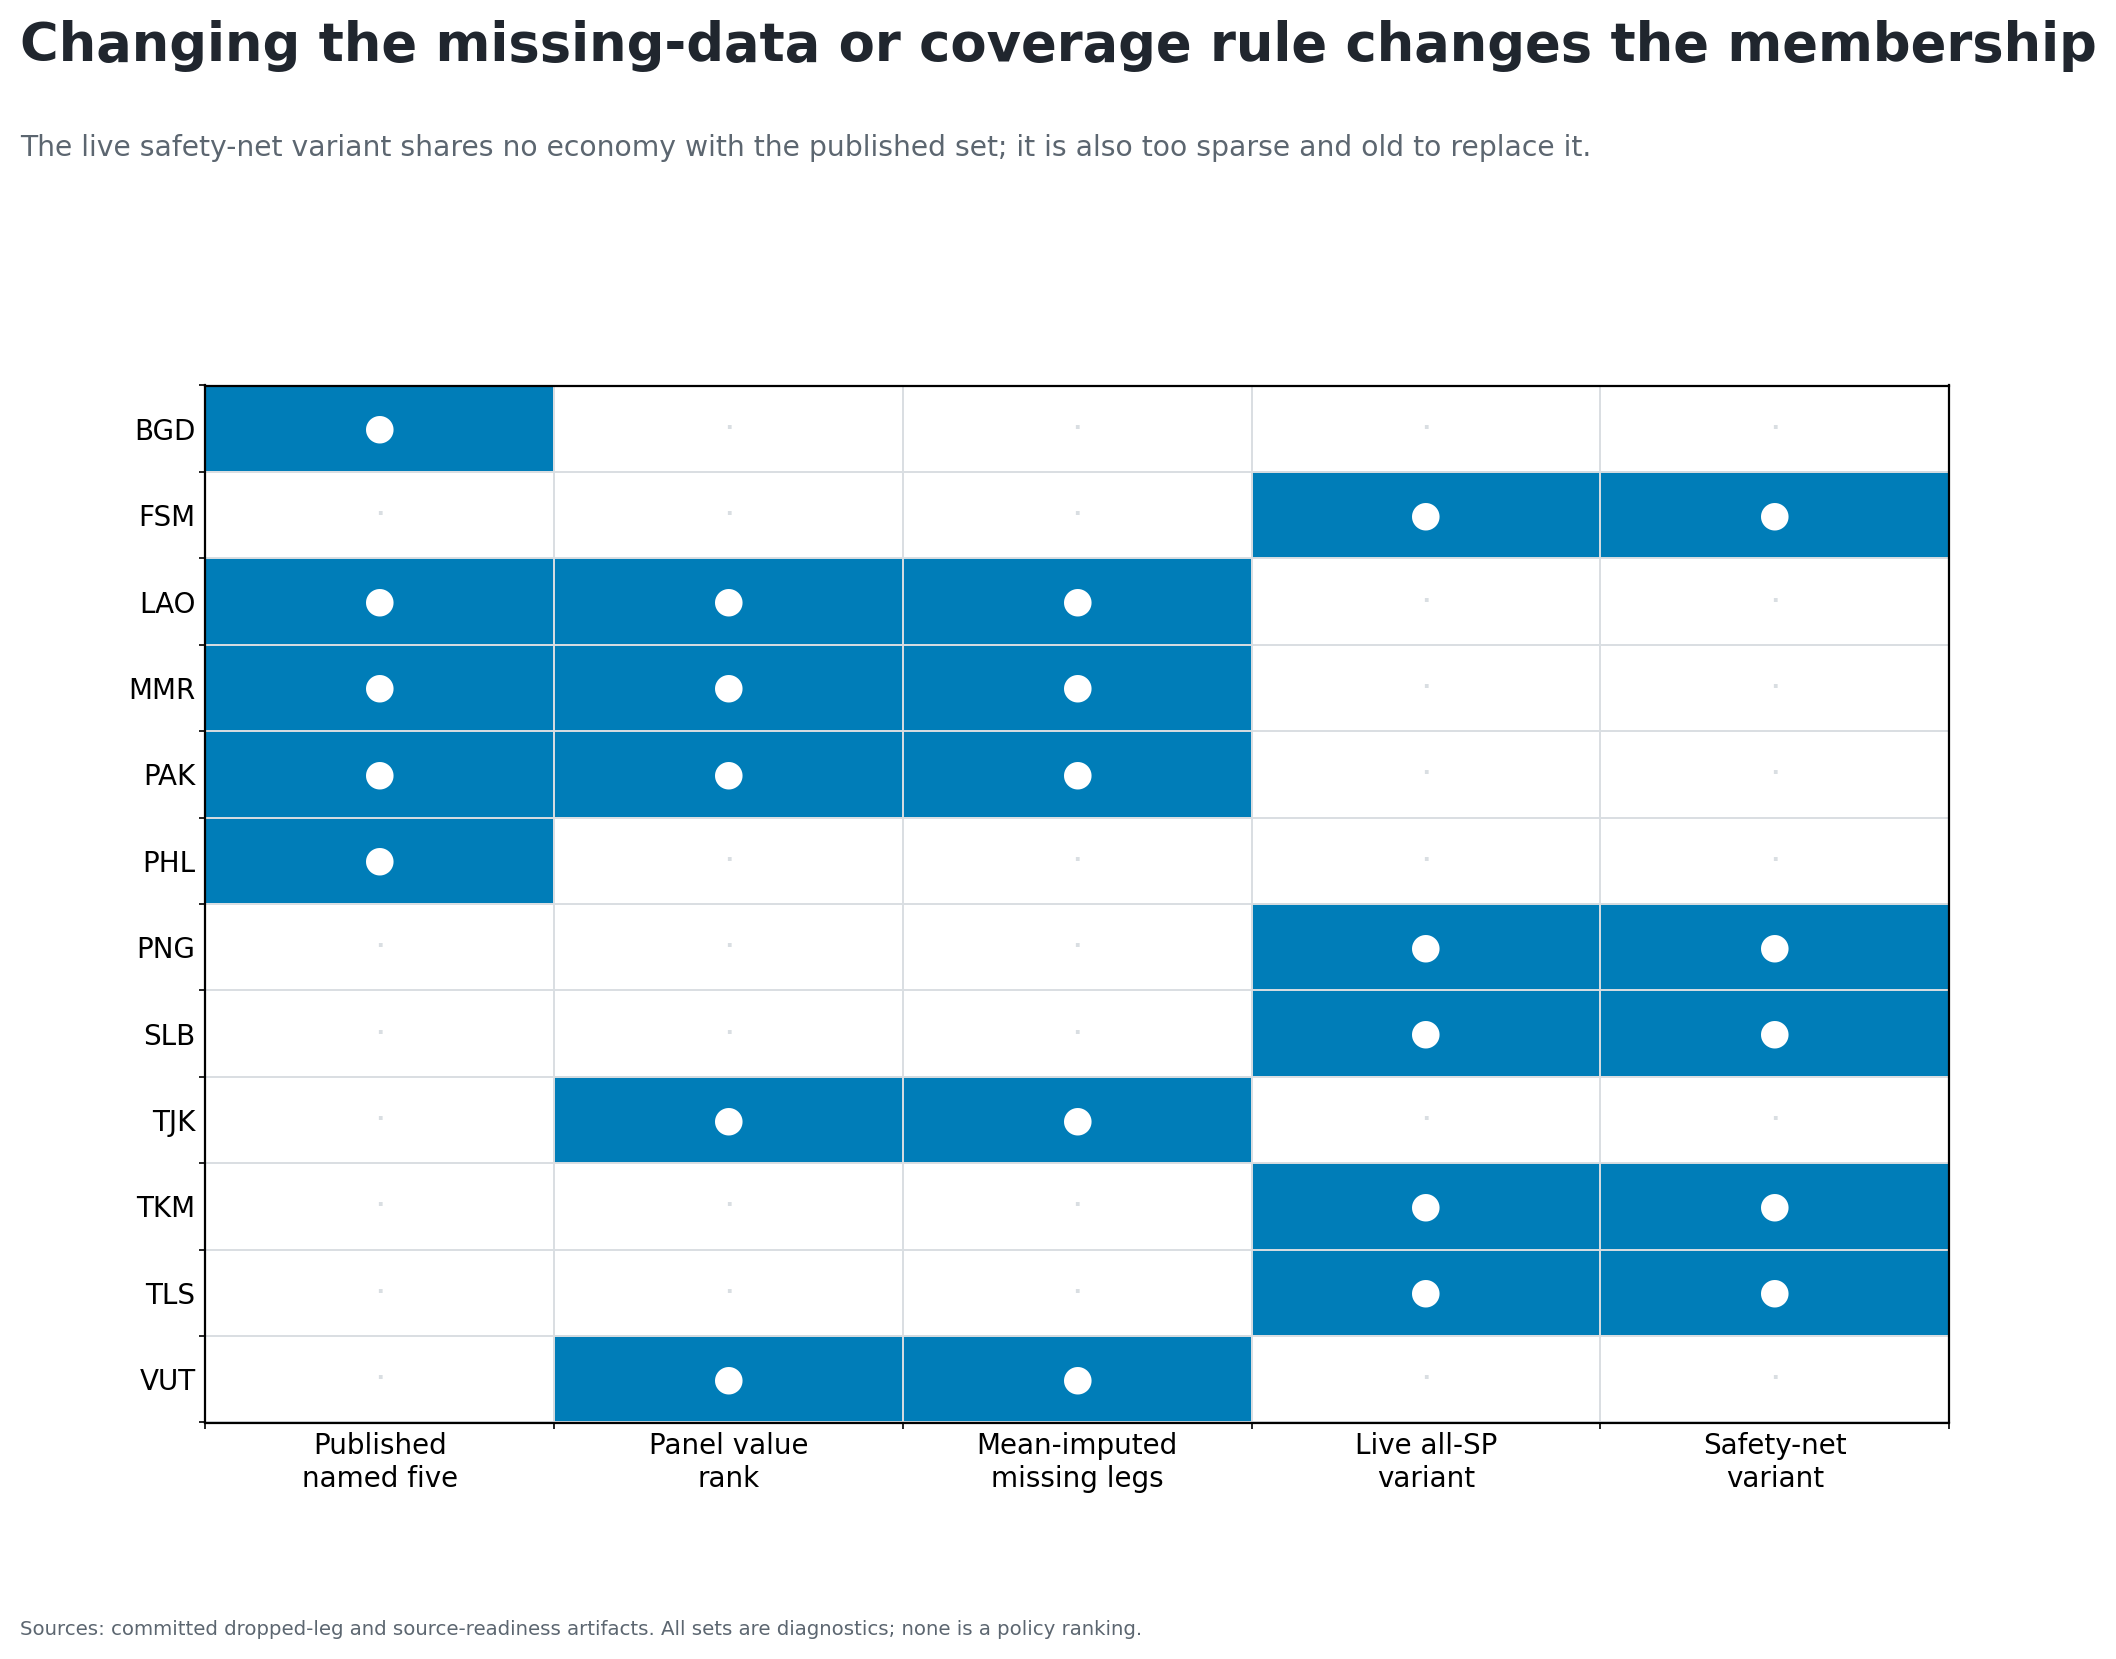 Changing the missing-data or coverage rule changes the membership
The live safety-net variant shares no economy with the published set; it is also too sparse and old to replace it.
BGD
FSM
LAO
MMR
PAK
PHL
PNG
SLB
TJK
TKM
TLS
VUT
Published
named five
Panel value
rank
Mean-imputed
missing legs
Live all-SP
variant
Safety-net
variant
Sources: committed dropped-leg and source-readiness artifacts. All sets are diagnostics; none is a policy ranking.